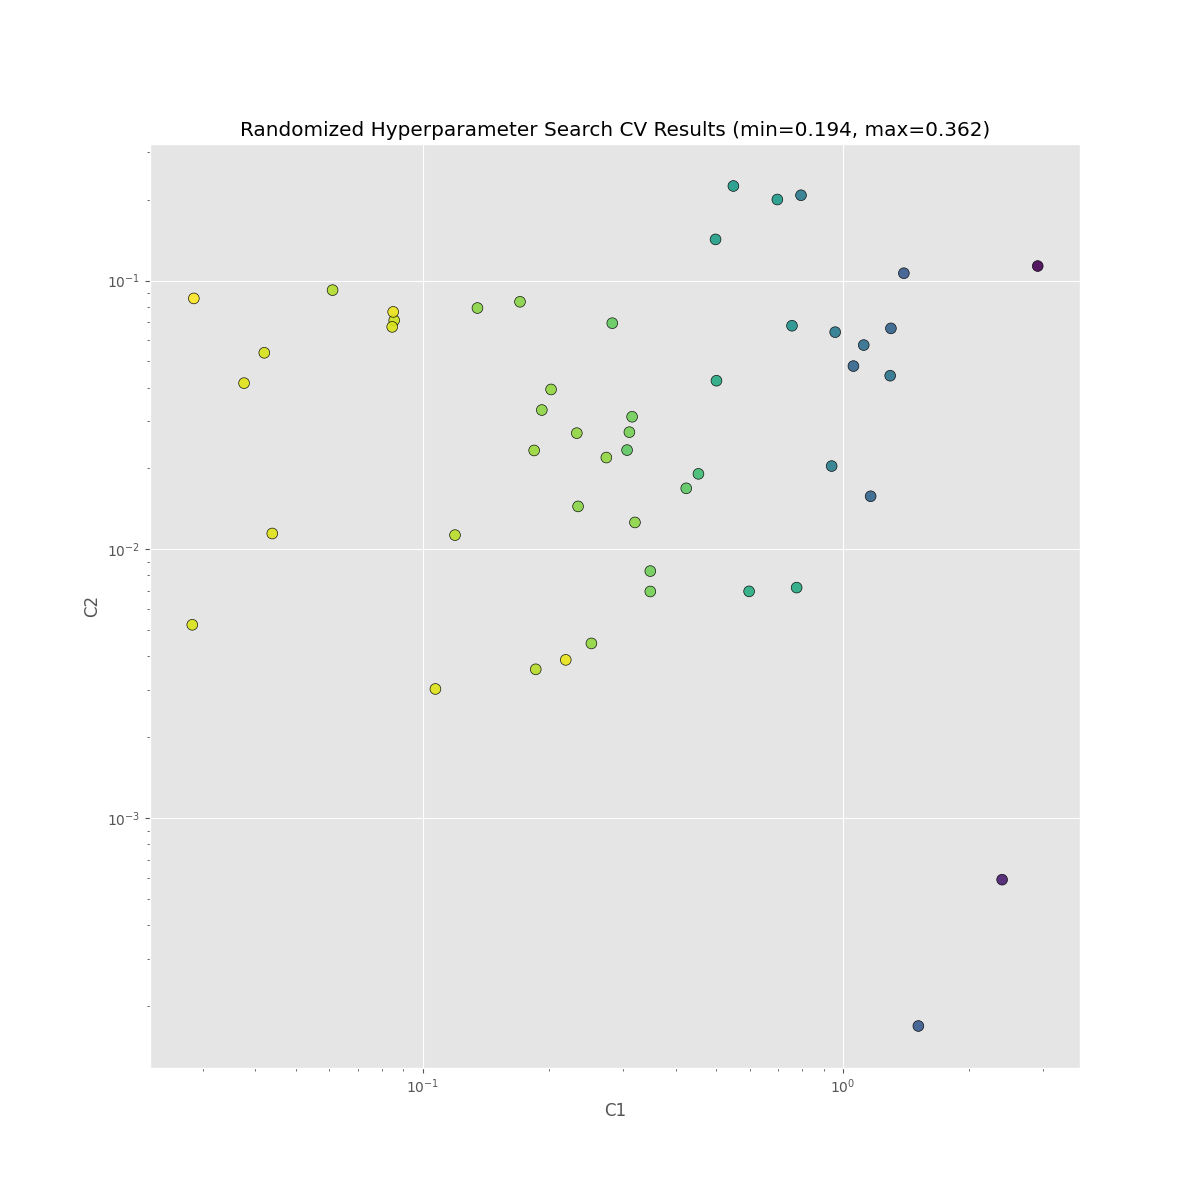 Randomized Hyperparameter Search CV Results (min=0.194, max=0.362)
10⁻¹
10⁻²
10⁻³
C2
10⁻¹ 10⁰
C1